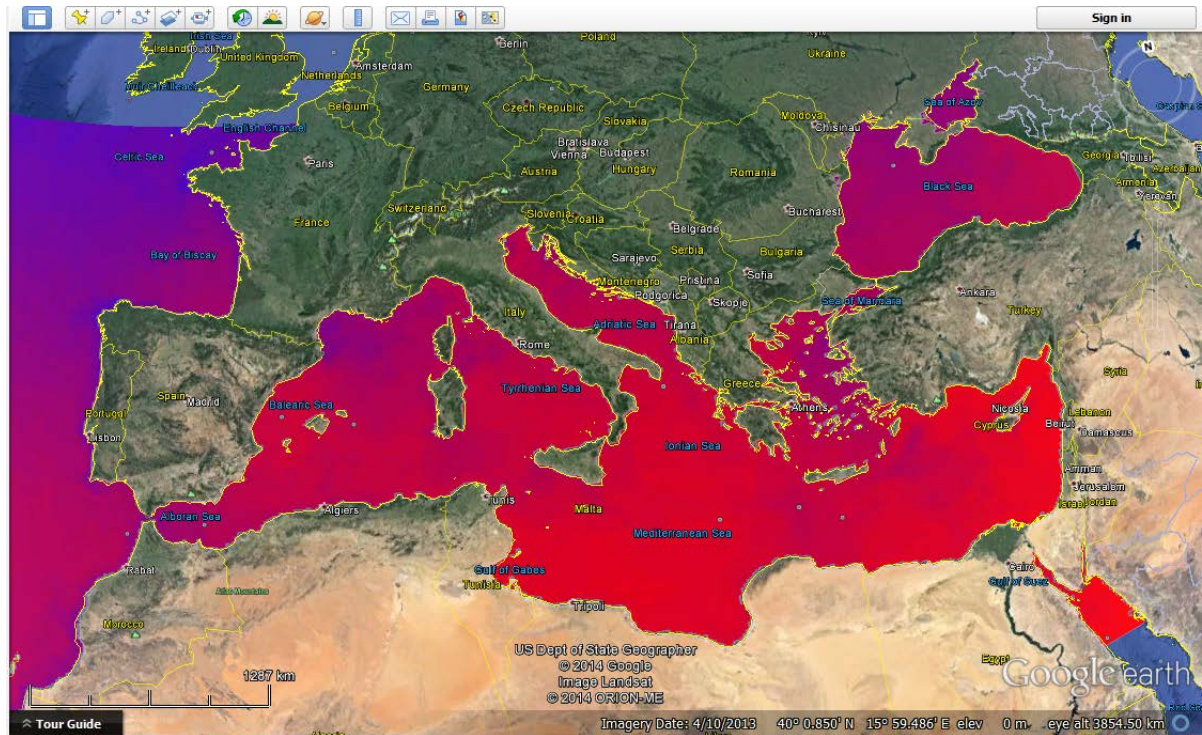 Sign in
N
Irish Sea
Ireland
Dublin
United Kingdom
Netherlands
Amsterdam
Berlin
Poland
Ukraine
Germany
Belgium
English Channel
Celtic Sea
Paris
Czech Republic
Slovakia
Bratislava
Vienna
Budapest
Hungary
Austria
Moldova
Chisinau
Sea of Azov
Georgia
Tbilisi
Azerbaijan
Armenia
Yerevan
Black Sea
Romania
Bucharest
Switzerland
Slovenia
Croatia
France
Belgrade
Serbia
Bay of Biscay
Sarajevo
Bulgaria
Sofia
Montenegro
Pristina
Podgorica
Skopje
Sea of Marmara
Ankara
Turkey
Italy
Adriatic Sea
Tirana
Albania
Rome
Tyrrhenian Sea
Greece
Athens
Spain
Madrid
Balearic Sea
Portugal
Lisbon
Ionian Sea
Nicosia
Cyprus
Syria
Lebanon
Beirut
Damascus
Amman
Jerusalem
Israel
Jordan
Alboran Sea
Algiers
Tunis
Malta
Mediterranean Sea
Rabat
Gulf of Gabes
Tunisia
Cairo
Gulf of Suez
Atlas Mountains
Tripoli
Morocco
Egypt
US Dept of State Geographer
© 2014 Google
Image Landsat
© 2014 ORION-ME
Google earth
1287 km
Tour Guide
Imagery Date: 4/10/2013 40° 0.850' N 15° 59.486' E elev 0 m eye alt 3854.50 km